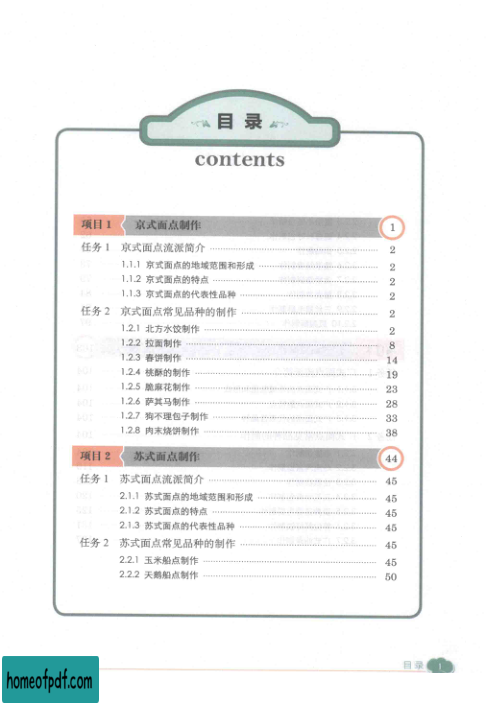 目 录
contents
项目 1 京式面点制作 1
任务 1 京式面点流派简介 2
1.1.1 京式面点的地域范围和形成 2
1.1.2 京式面点的特点 2
1.1.3 京式面点的代表性品种 2
任务 2 京式面点常见品种的制作 2
1.2.1 北方水饺制作 2
1.2.2 拉面制作 8
1.2.3 春饼制作 14
1.2.4 桃酥的制作 19
1.2.5 脆麻花制作 23
1.2.6 萨其马制作 28
1.2.7 狗不理包子制作 33
1.2.8 肉末烧饼制作 38
项目 2 苏式面点制作 44
任务 1 苏式面点流派简介 45
2.1.1 苏式面点的地域范围和形成 45
2.1.2 苏式面点的特点 45
2.1.3 苏式面点的代表性品种 45
任务 2 苏式面点常见品种的制作 45
2.2.1 玉米船点制作 45
2.2.2 天鹅船点制作 50
目录 1
homeofpdf.com